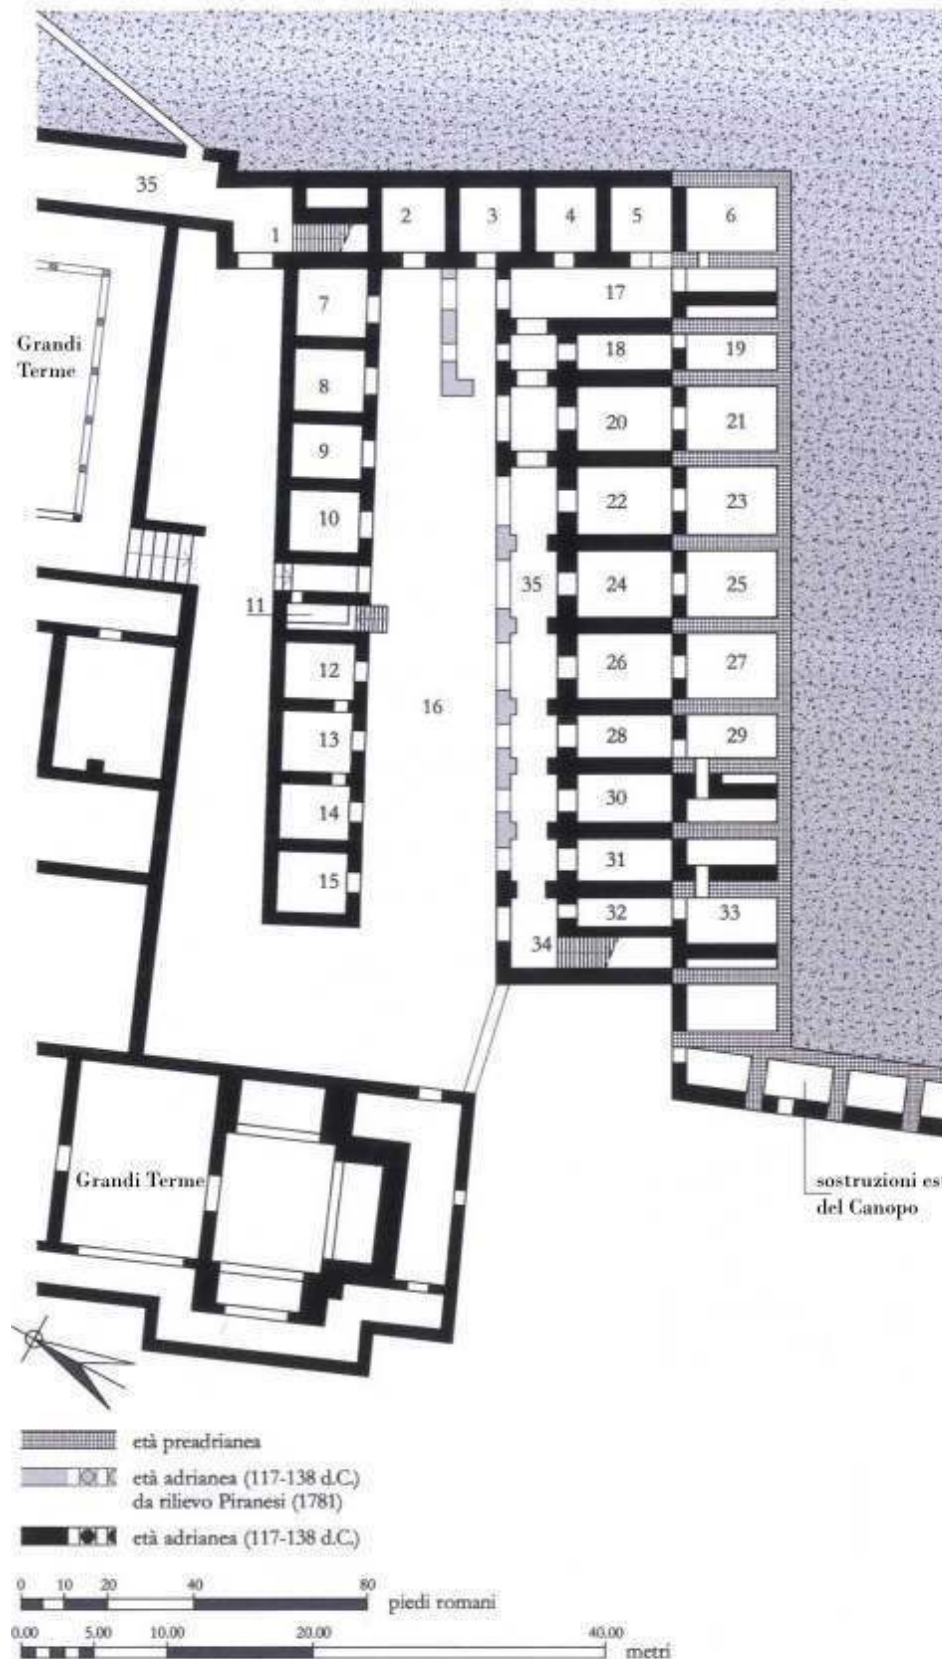 35
1
2
3
4
5
6
7
17
Grandi
Terme
18
19
8
20
21
9
10
22
23
11
35
24
25
12
26
27
16
13
28
29
14
30
15
31
32
33
34
Grandi Terme
sostruzioni es
del Canopo
età preadrianea
età adrianea (117-138 d.C.)
da rilievo Piranesi (1781)
età adrianea (117-138 d.C.)
0 10 20 40 80
piedi romani
0.00 5.00 10.00 20.00 40.00
metri